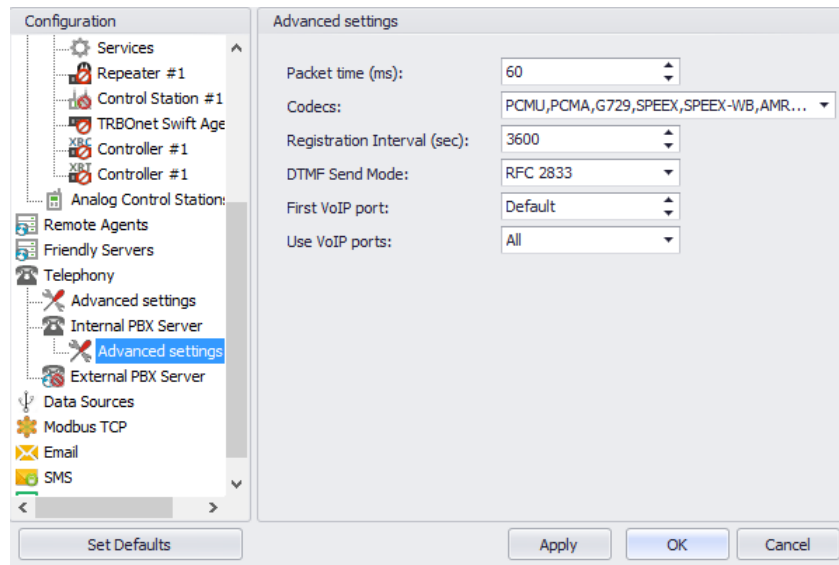 Configuration
Services
Repeater #1
Control Station #1
TRBOnet Swift Age
XRC
Controller #1
XRT
Controller #1
Analog Control Station
Remote Agents
Friendly Servers
Telephony
Advanced settings
Internal PBX Server
Advanced settings
External PBX Server
Data Sources
Modbus TCP
Email
SMS
Set Defaults
Advanced settings
Packet time (ms): 60
Codecs: PCMU,PCMA,G729,SPEEX,SPEEX-WB,AMR...
Registration Interval (sec): 3600
DTMF Send Mode: RFC 2833
First VoIP port: Default
Use VoIP ports: All
Apply OK Cancel